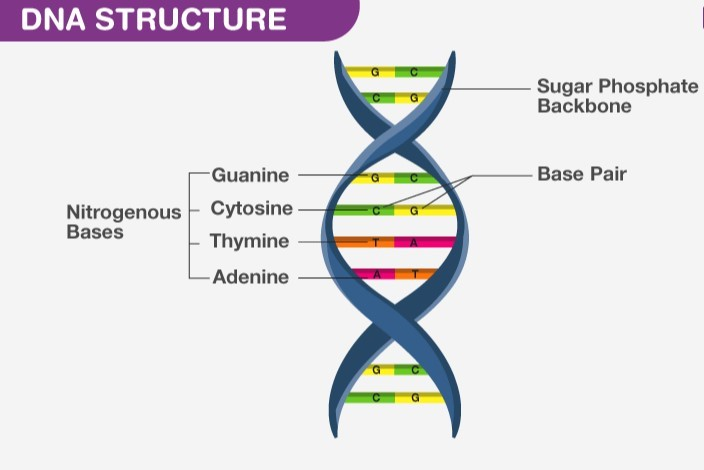 DNA STRUCTURE
G C
C G
Sugar Phosphate
Backbone
Guanine
G C
Base Pair
Nitrogenous
Bases
Cytosine
C G
Thymine
T A
Adenine
A T
G C
C G